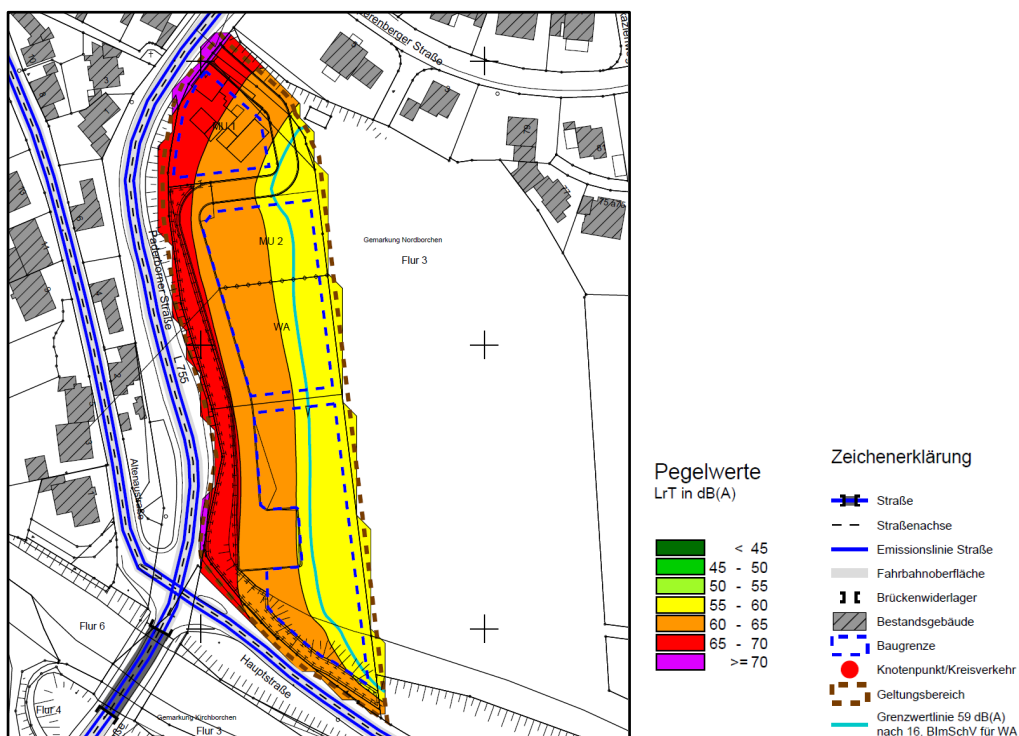 erenberger Straße
MU 1
MU 2
WA
Gemarkung Nordborchen
Flur 3
Paderborner Straße
L 755
Altenaustraße
Flur 6
Hauptstraße
Flur 4
Gemarkung Kirchborchen
Flur 3
Pegelwerte
LrT in dB(A)
< 45
45 - 50
50 - 55
55 - 60
60 - 65
65 - 70
>= 70
Zeichenerklärung
Straße
Straßenachse
Emissionslinie Straße
Fahrbahnoberfläche
Brückenwiderlager
Bestandsgebäude
Baugrenze
Knotenpunkt/Kreisverkehr
Geltungsbereich
Grenzwertlinie 59 dB(A)
nach 16. BImSchV für WA